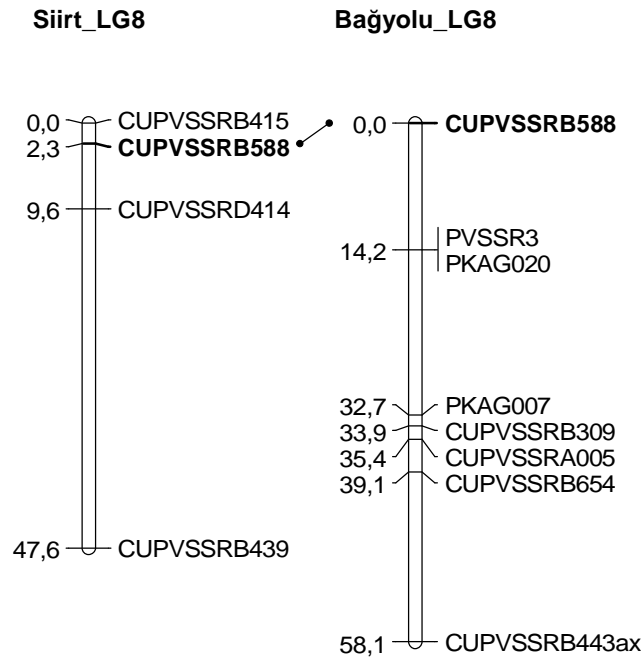 Siirt_LG8
0,0 CUPVSSRB415
2,3 CUPVSSRB588
9,6 CUPVSSRD414
47,6 CUPVSSRB439
Bağyolu_LG8
0,0 CUPVSSRB588
14,2 PVSSR3
PKAG020
32,7 PKAG007
33,9 CUPVSSRB309
35,4 CUPVSSRA005
39,1 CUPVSSRB654
58,1 CUPVSSRB443ax